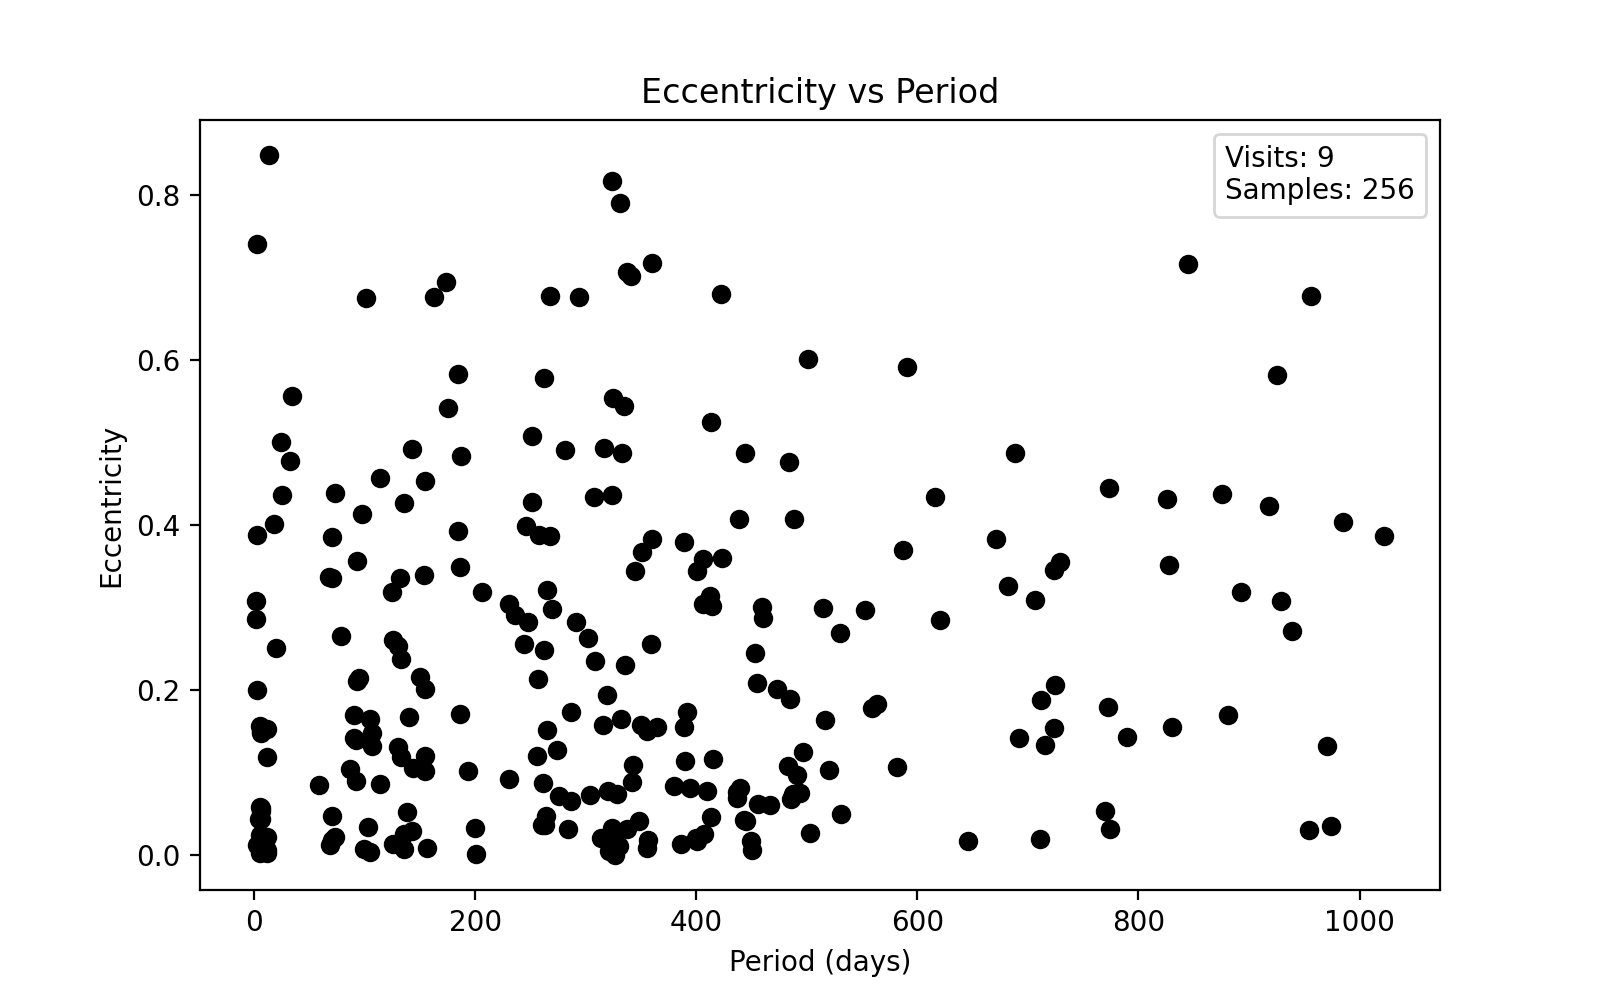 Eccentricity vs Period
Visits: 9
Samples: 256
Eccentricity
0.8
0.6
0.4
0.2
0.0
0 200 400 600 800 1000
Period (days)